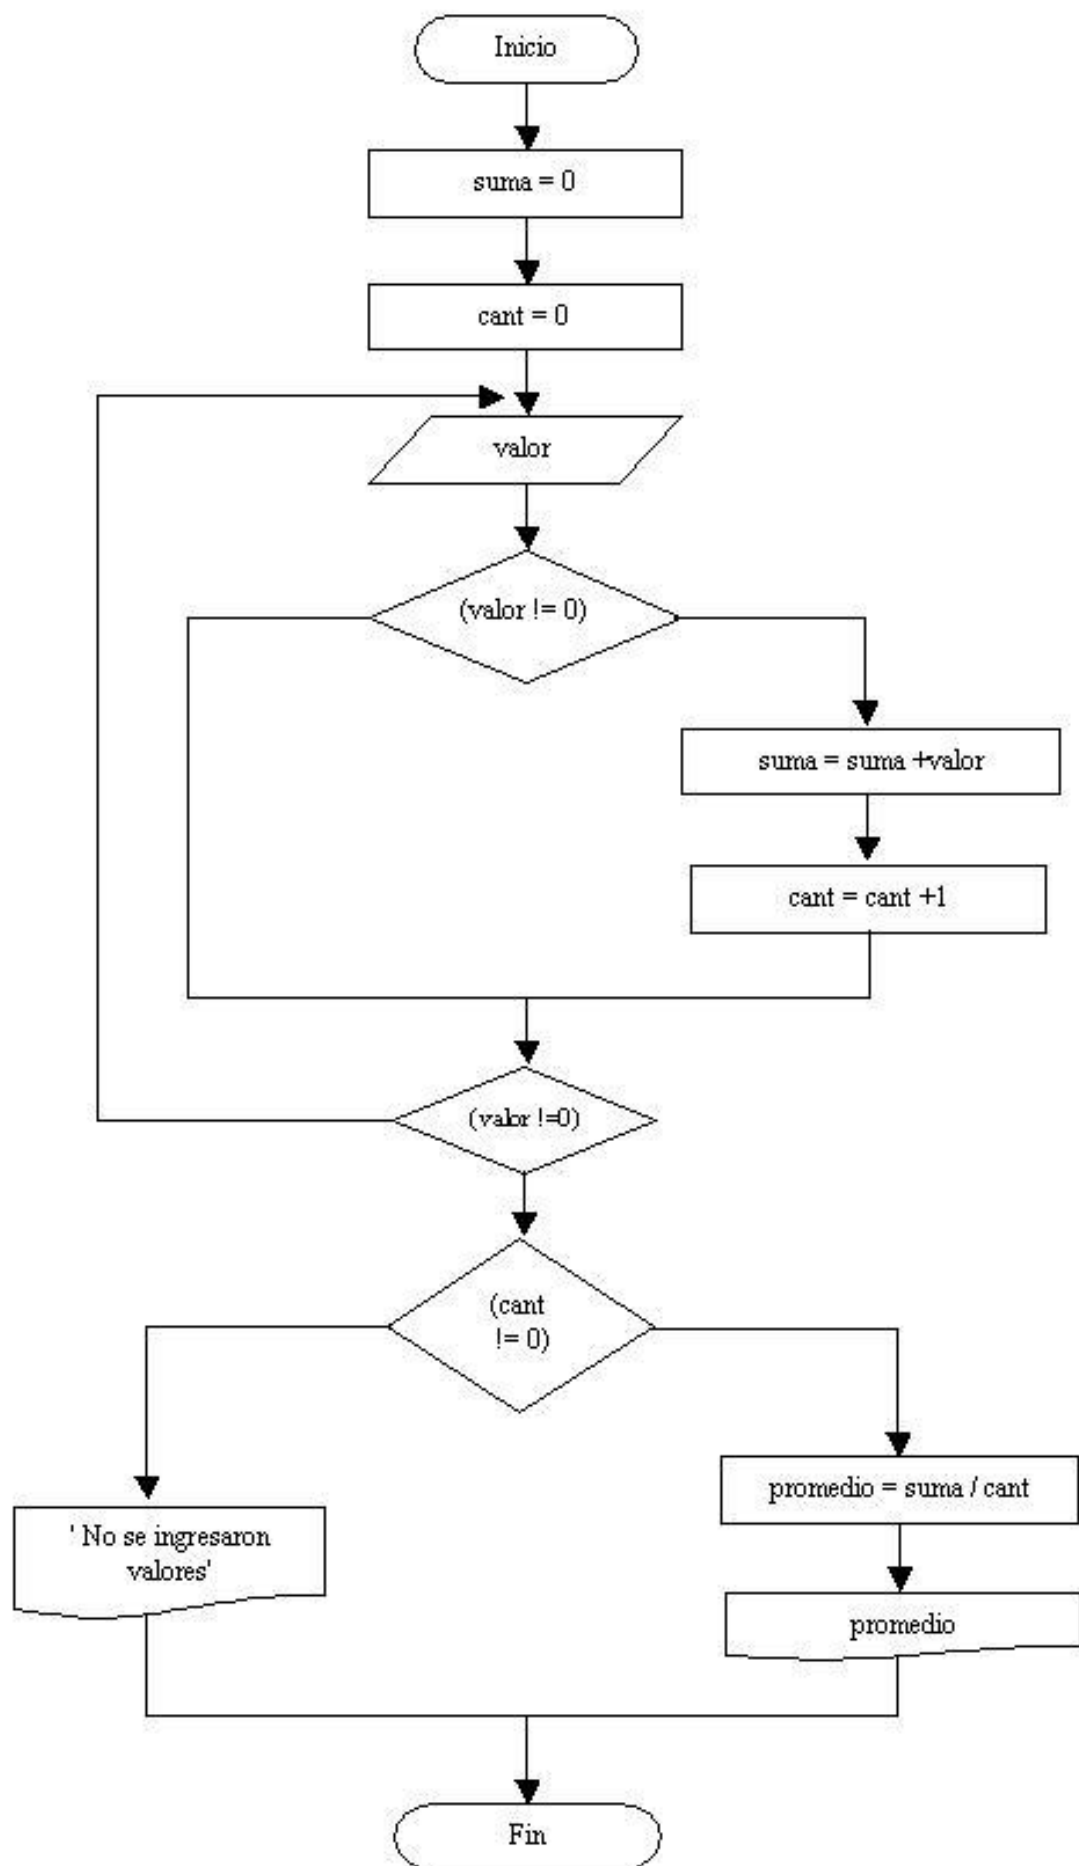 Inicio
suma = 0
cant = 0
valor
(valor != 0)
suma = suma +valor
cant = cant +1
(valor !=0)
(cant
!= 0)
promedio = suma / cant
' No se ingresaron
valores'
promedio
Fin